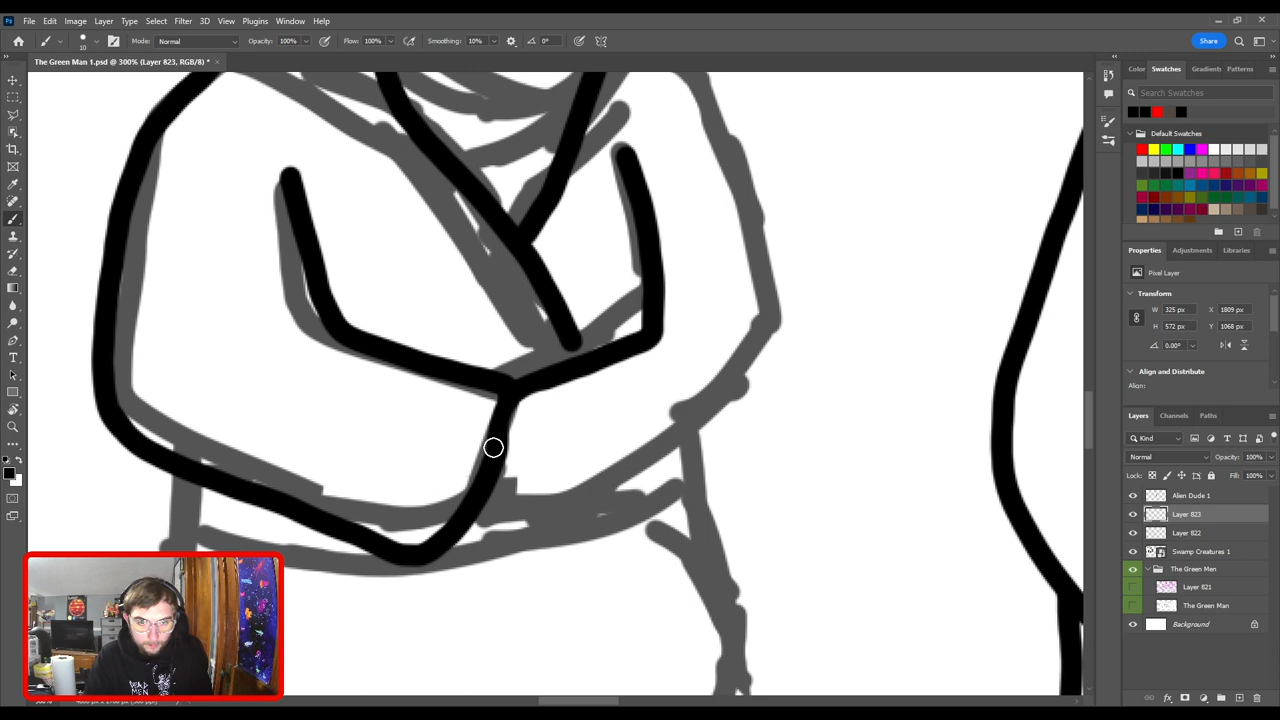 Ps File Edit Image Layer Type Select Filter 3D View Plugins Window Help
10 Mode: Normal Opacity: 100% Flow: 100% Smoothing: 10% 0° Share
The Green Man 1.psd @ 300% (Layer 823, RGB/8) * ×
Color Swatches Gradients Patterns
Search Swatches
Default Swatches
Properties Adjustments Libraries
Pixel Layer
Transform
W 325 px X 1809 px
H 572 px Y 1068 px
0.00°
Align and Distribute
Align:
Layers Channels Paths
Kind
Normal Opacity: 100%
Lock: Fill: 100%
Alien Dude 1
Layer 823
Layer 822
Swamp Creatures 1
The Green Men
Layer 821
The Green Man
Background
DEAD
MEN